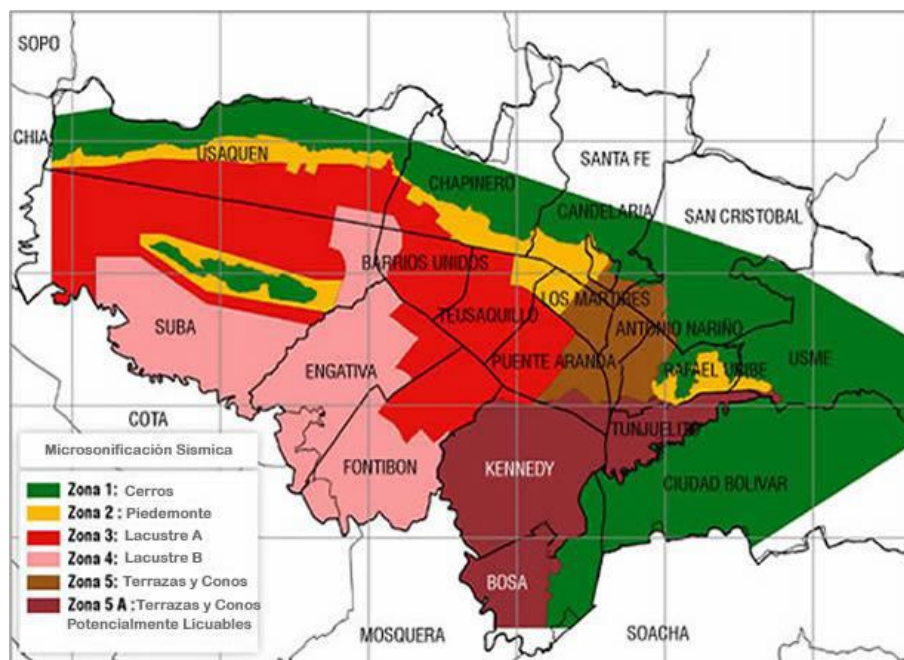 SOPO
CHIA
USAQUEN
SANTA FE
CHAPINERO
CANDELARIA
SAN CRISTOBAL
BARRIOS UNIDOS
LOS MARTIRES
TEUSAQUILLO
SUBA
ANTONIO NARIÑO
PUENTE ARANDA
USME
ENGATIVA
RAFAEL URIBE
COTA
TUNJUELITO
FONTIBON
KENNEDY
CIUDAD BOLIVAR
BOSA
MOSQUERA
SOACHA
Microsonificación Sísmica
Zona 1: Cerros
Zona 2 : Piedemonte
Zona 3: Lacustre A
Zona 4: Lacustre B
Zona 5: Terrazas y Conos
Zona 5 A : Terrazas y Conos
Potencialmente Licuables